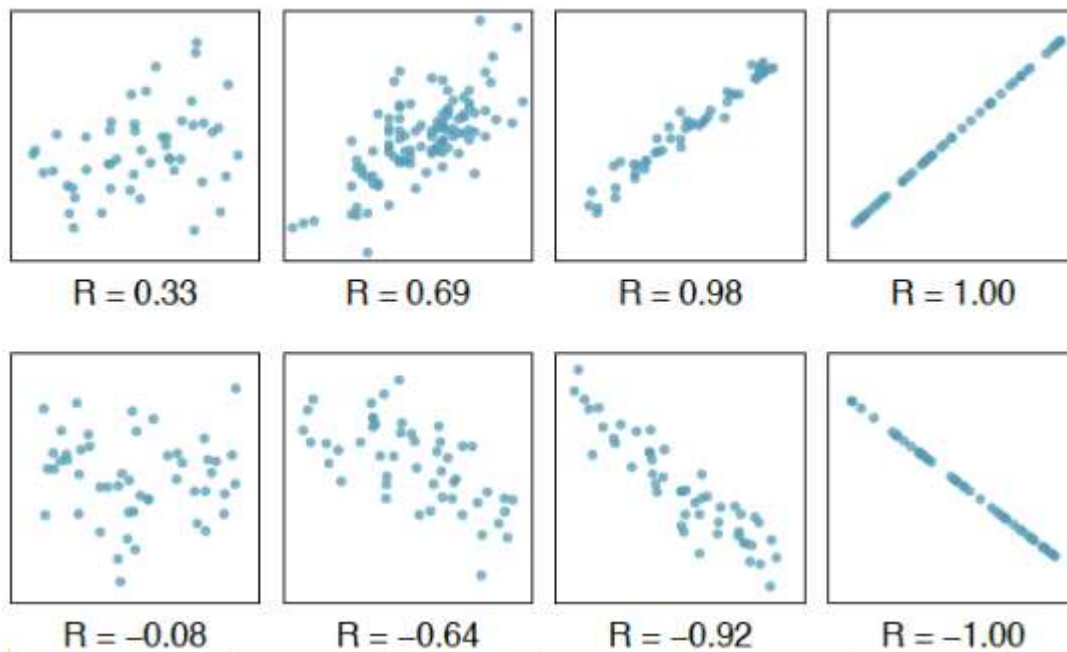 R = 0.33 R = 0.69 R = 0.98 R = 1.00
R = −0.08 R = −0.64 R = −0.92 R = −1.00